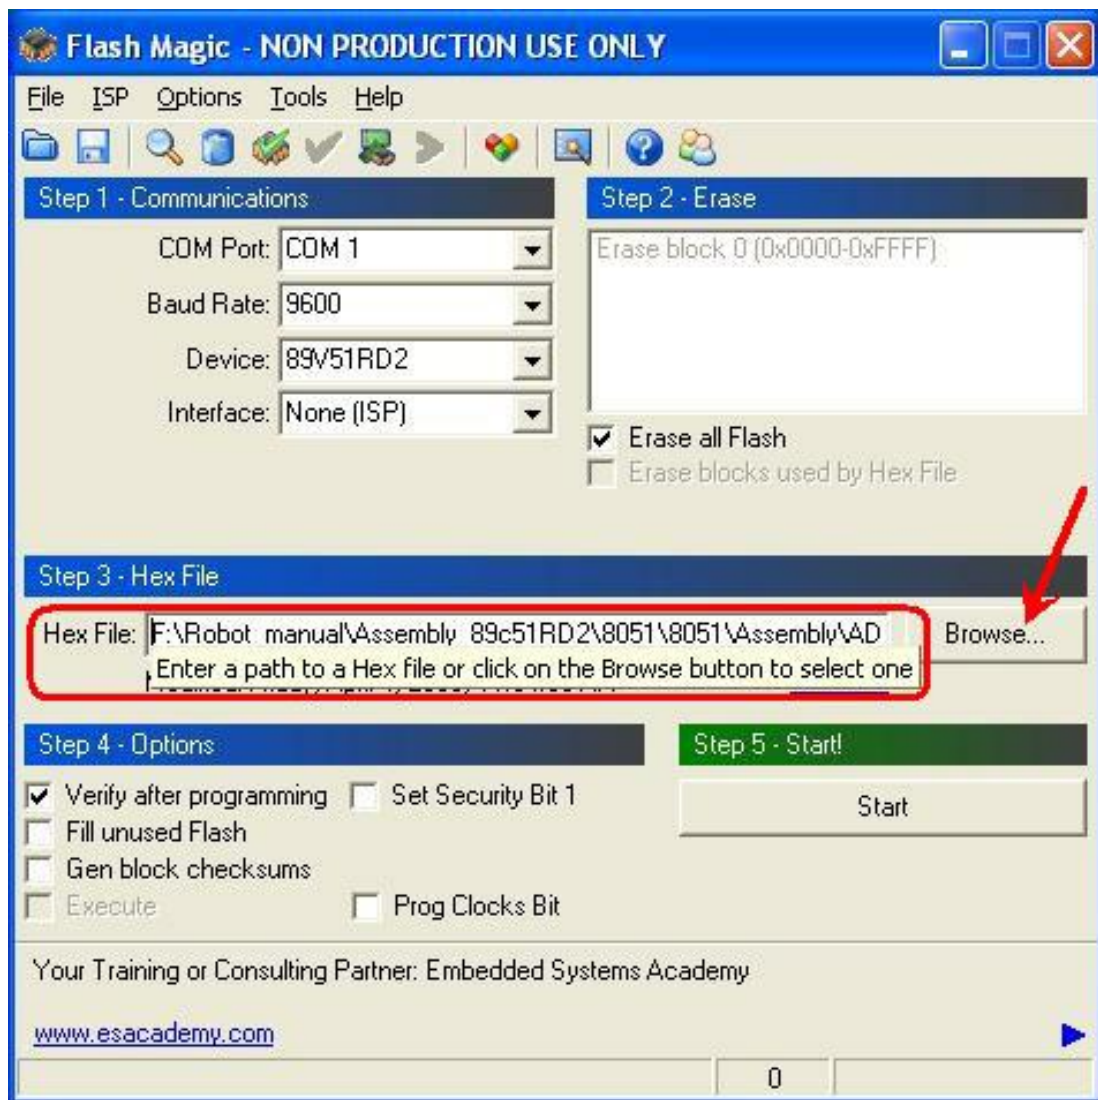 Flash Magic - NON PRODUCTION USE ONLY
File ISP Options Tools Help
Step 1 - Communications
COM Port: COM 1
Baud Rate: 9600
Device: 89V51RD2
Interface: None (ISP)
Step 2 - Erase
Erase block 0 (0x0000-0xFFFF)
Erase all Flash
Erase blocks used by Hex File
Step 3 - Hex File
Hex File: F:\Robot manual\Assembly 89c51RD2\8051\8051\Assembly\AD Browse...
Enter a path to a Hex file or click on the Browse button to select one
Step 4 - Options
Verify after programming Set Security Bit 1
Fill unused Flash
Gen block checksums
Execute Prog Clocks Bit
Step 5 - Start!
Start
Your Training or Consulting Partner: Embedded Systems Academy
www.esacademy.com
0